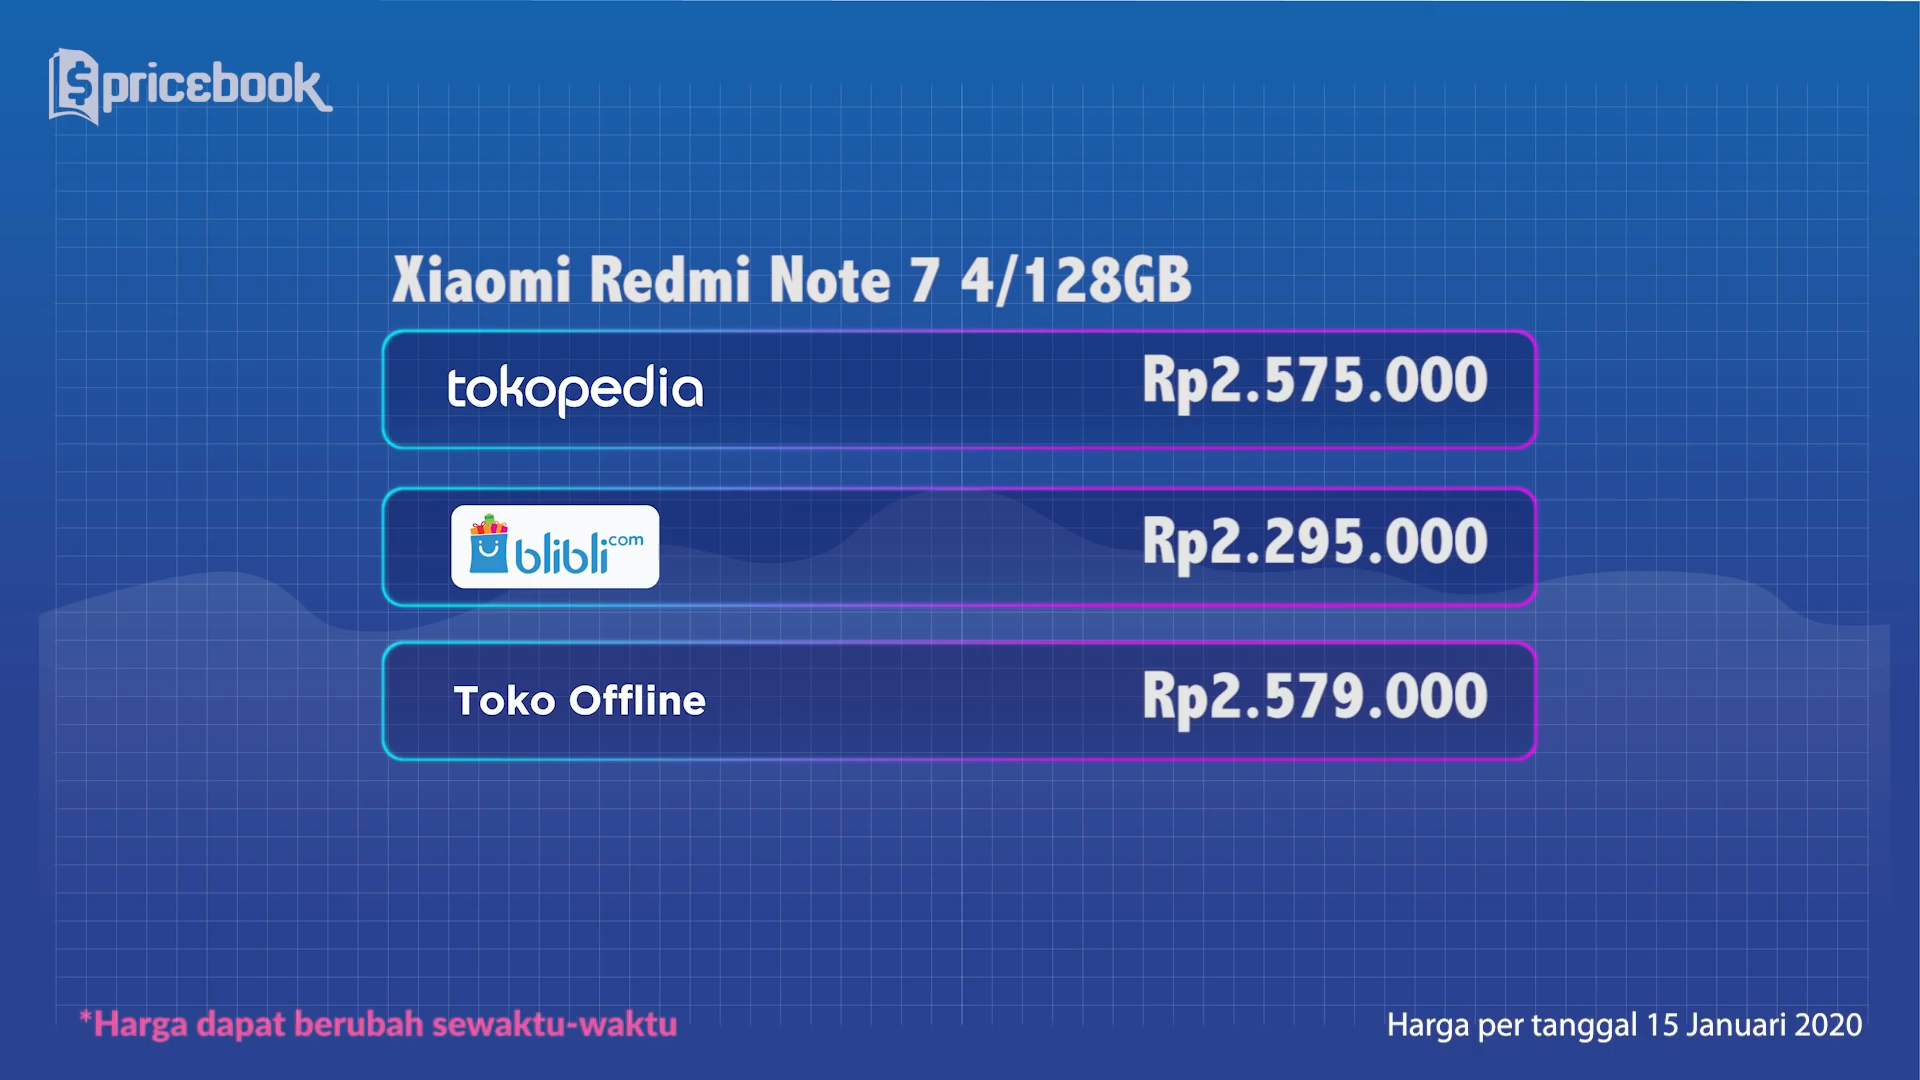 pricebook
Xiaomi Redmi Note 7 4/128GB
tokopedia Rp2.575.000
blibli.com Rp2.295.000
Toko Offline Rp2.579.000
*Harga dapat berubah sewaktu-waktu
Harga per tanggal 15 Januari 2020